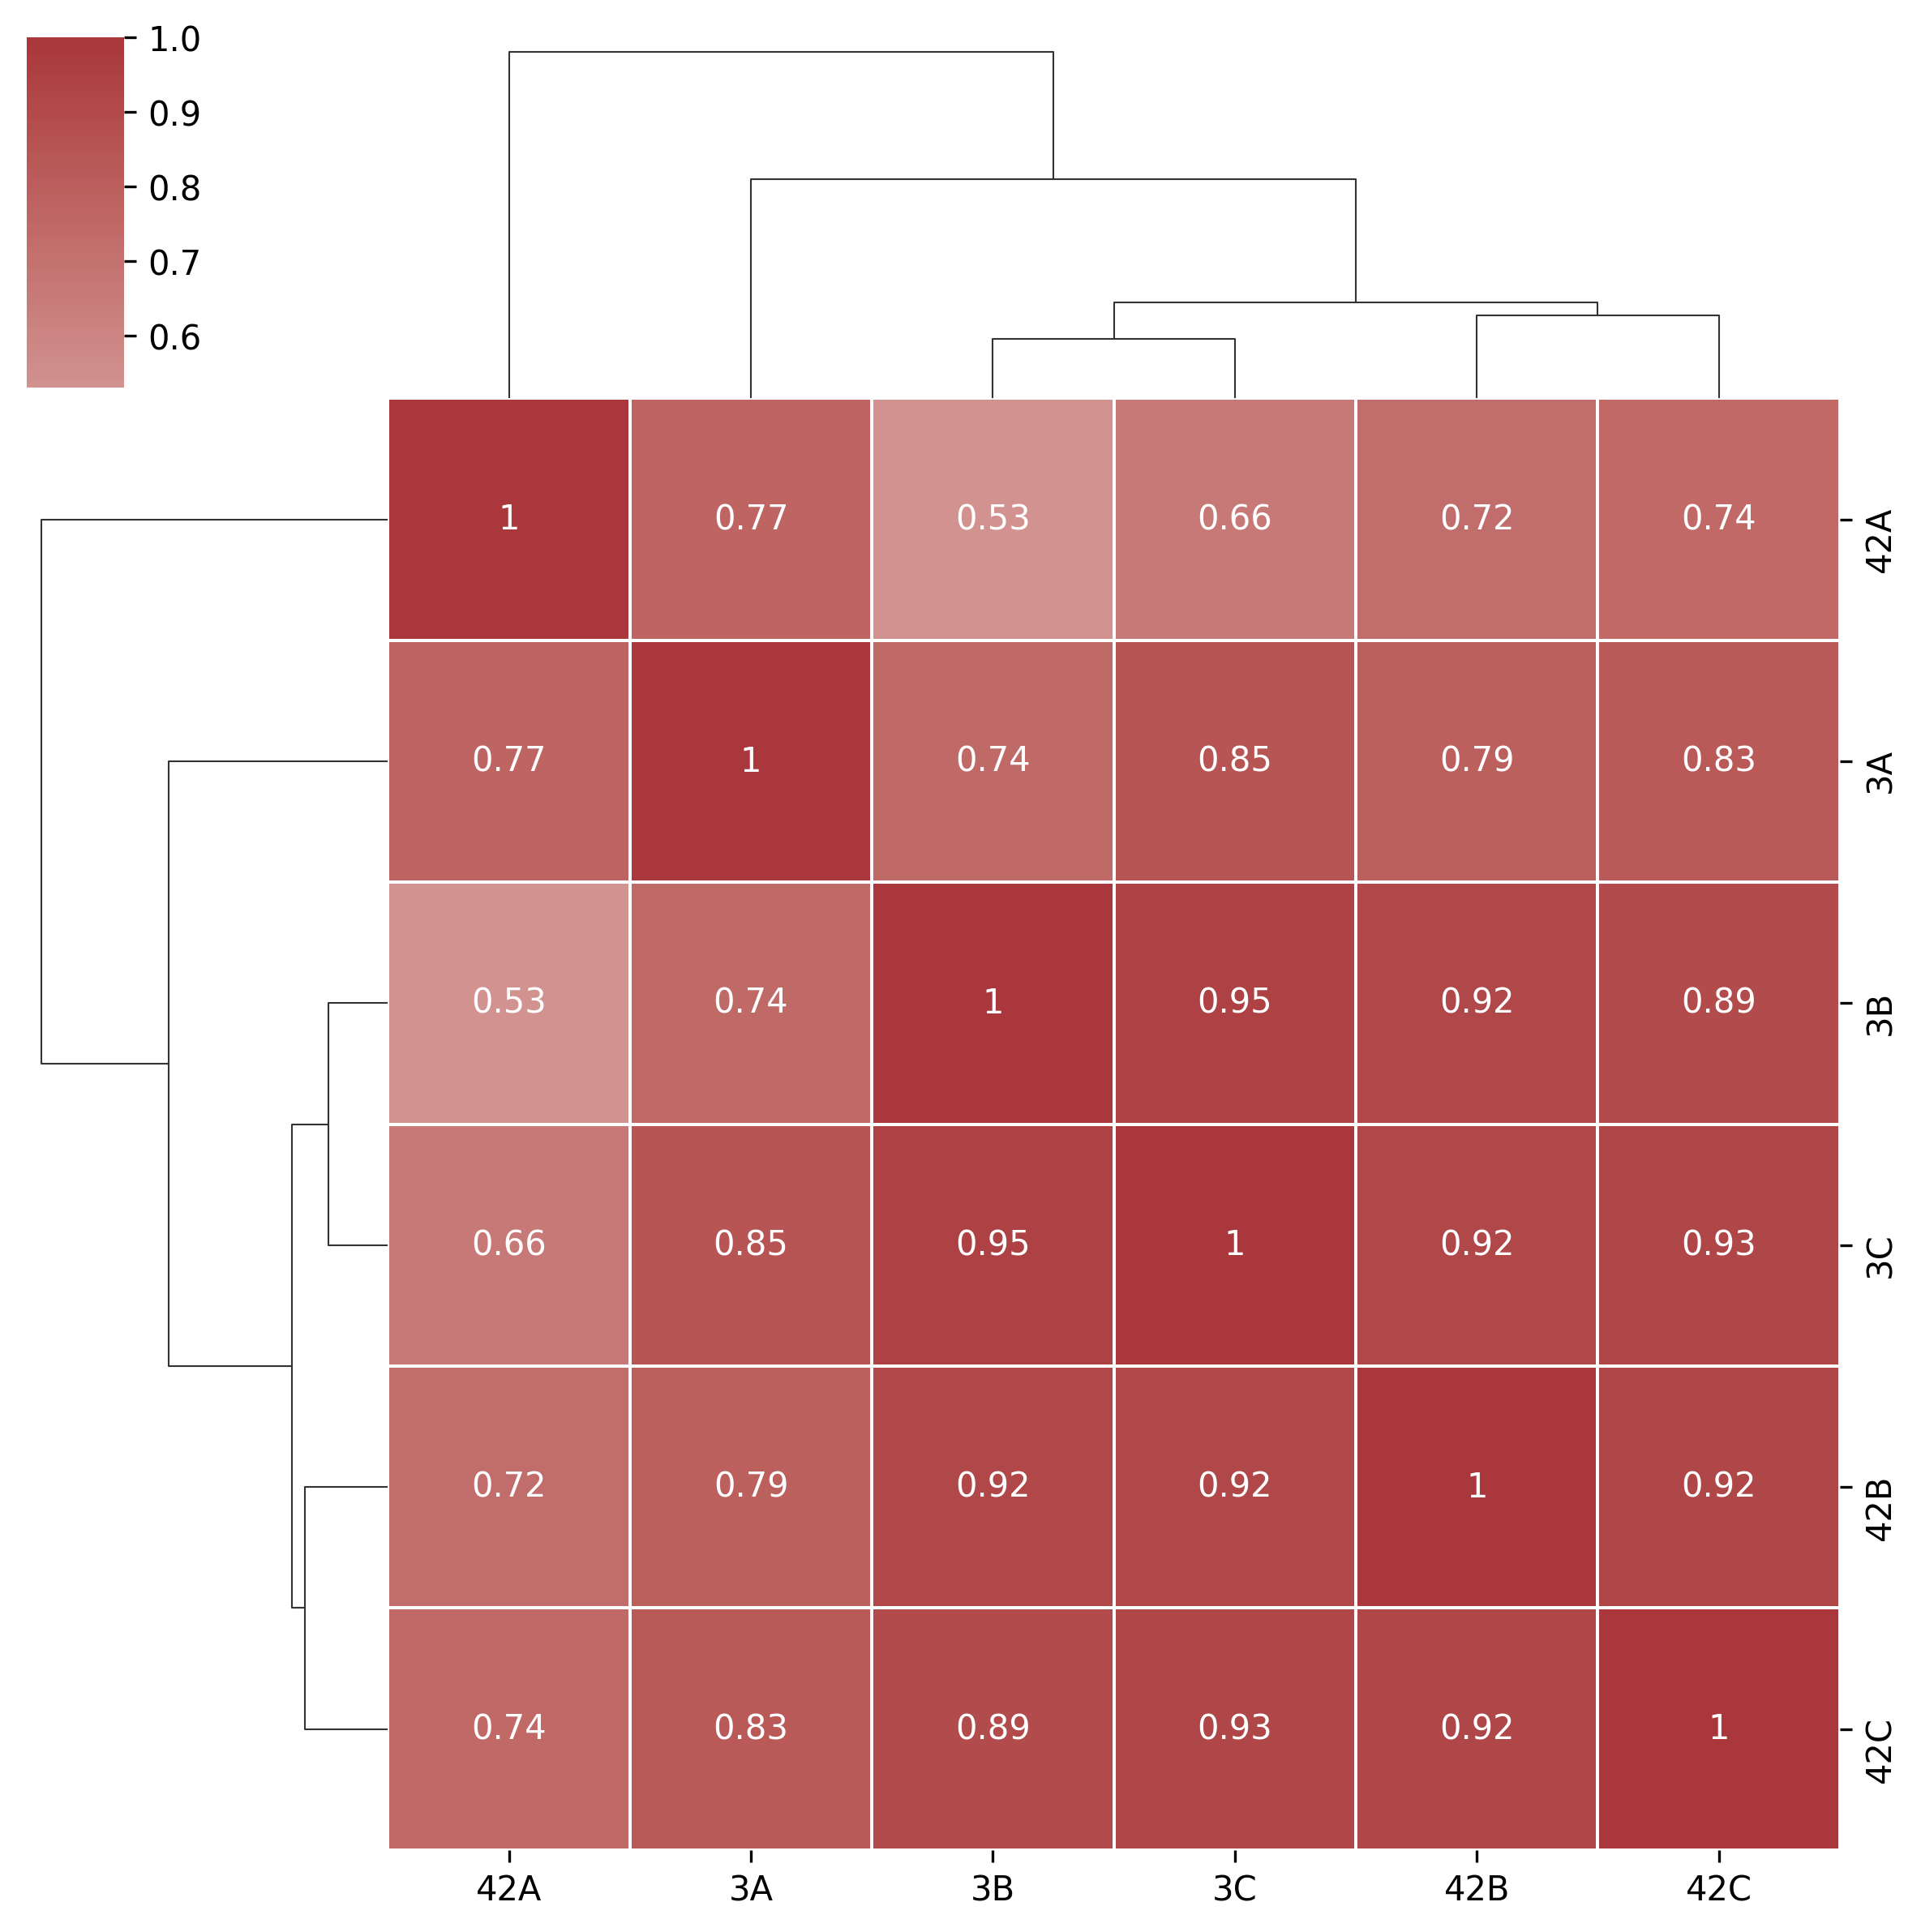 1.0
0.9
0.8
0.7
0.6
1 0.77 0.53 0.66 0.72 0.74 42A
0.77 1 0.74 0.85 0.79 0.83 3A
0.53 0.74 1 0.95 0.92 0.89 3B
0.66 0.85 0.95 1 0.92 0.93 3C
0.72 0.79 0.92 0.92 1 0.92 42B
0.74 0.83 0.89 0.93 0.92 1 42C
42A 3A 3B 3C 42B 42C